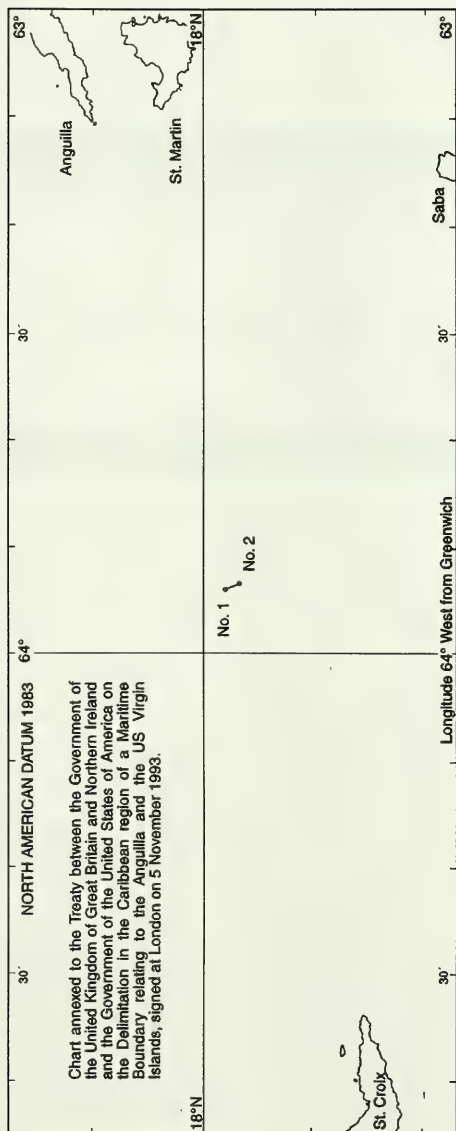 NORTH AMERICAN DATUM 1983
64°
30´
63°
Chart annexed to the Treaty between the Government of
the United Kingdom of Great Britain and Northern Ireland
and the Government of the United States of America on
the Delimitation in the Caribbean region of a Maritime
Boundary relating to the Anguilla and the US Virgin
Islands, signed at London on 5 November 1993.
Anguilla
St. Martin
18°N
18°N
No. 1
No. 2
Saba
St. Croix
30´
Longitude 64° West from Greenwich
30´
63°